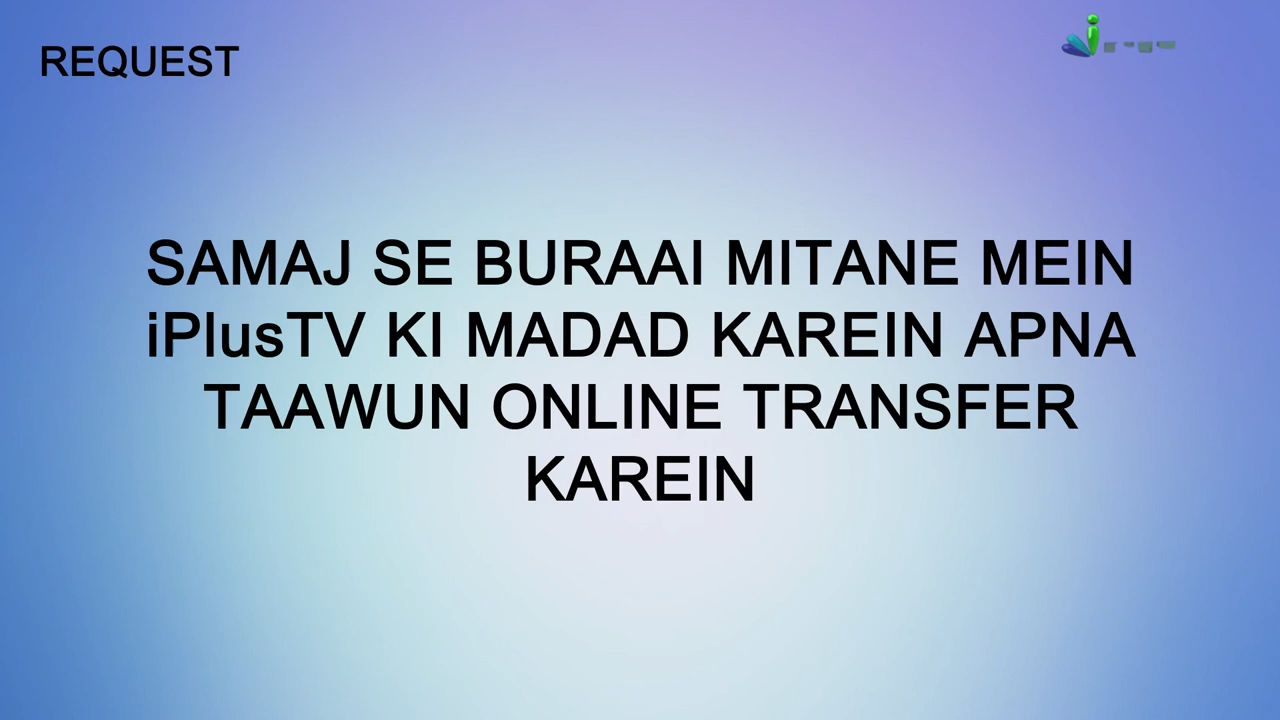 REQUEST
SAMAJ SE BURAAI MITANE MEIN
iPlusTV KI MADAD KAREIN APNA
TAAWUN ONLINE TRANSFER
KAREIN